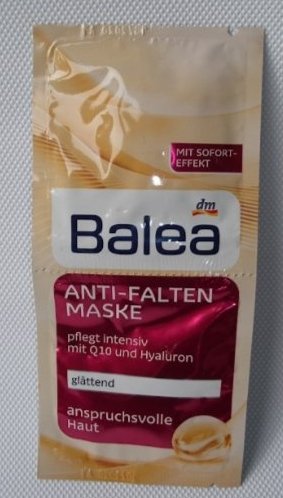 MIT SOFORT-
EFFEKT
dm
Balea
ANTI-FALTEN
MASKE
pflegt intensiv
mit Q10 und Hyaluron
glättend
anspruchsvolle
Haut